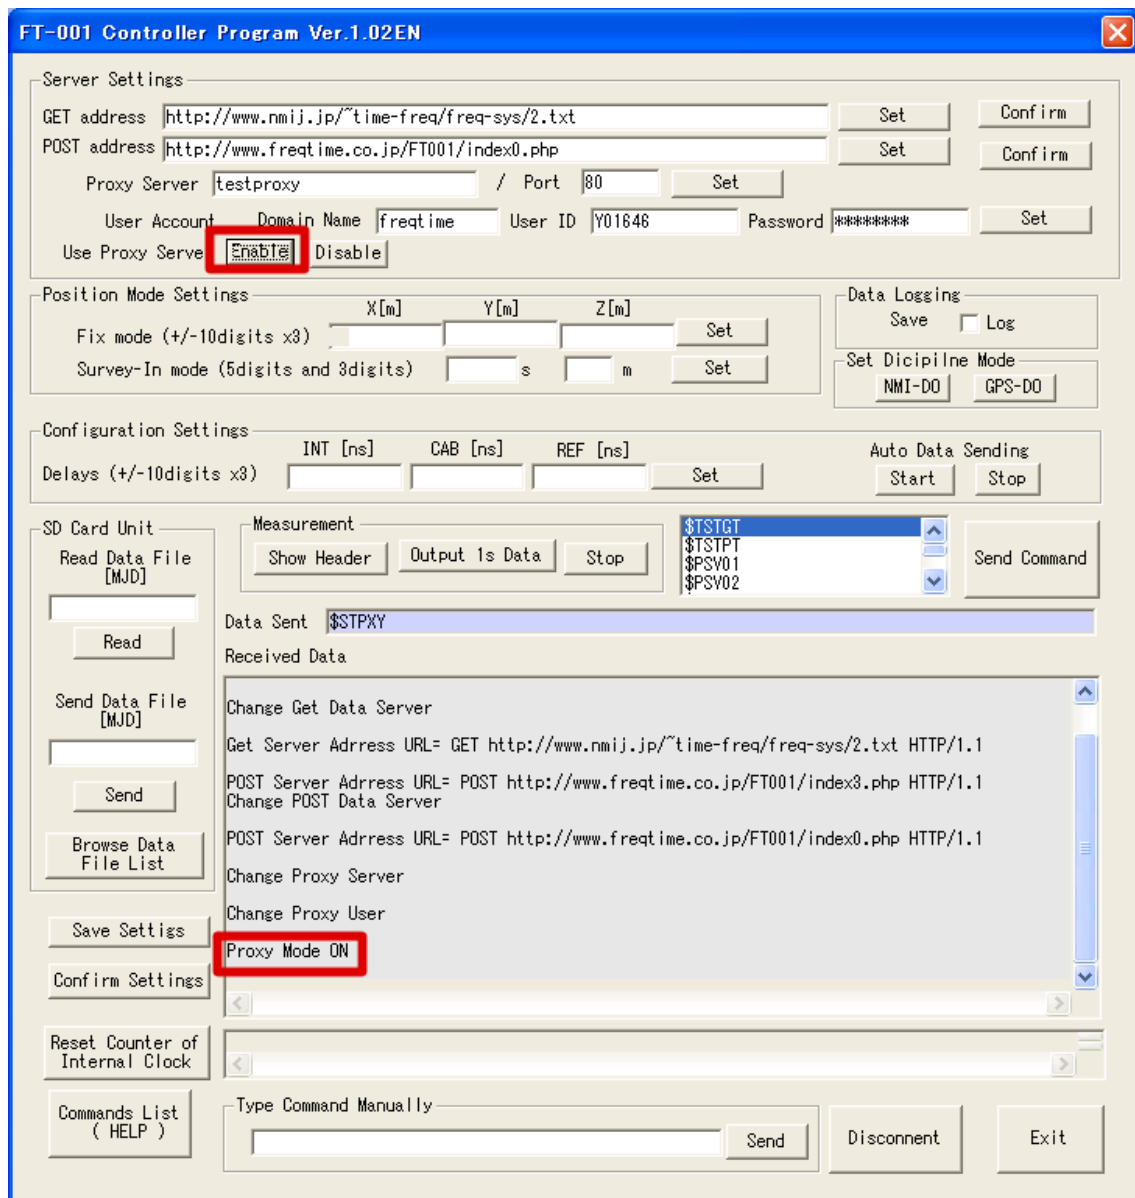 FT-001 Controller Program Ver.1.02EN
Server Settings
GET address http://www.nmij.jp/~time-freq/freq-sys/2.txt Set Confirm
POST address http://www.freqtime.co.jp/FT001/index0.php Set Confirm
Proxy Server testproxy / Port 80 Set
User Account Domain Name freqtime User ID Y01646 Password ******** Set
Use Proxy Serve Enable Disable
Position Mode Settings
X[m] Y[m] Z[m]
Fix mode (+/-10digits x3) Set
Survey-In mode (5digits and 3digits) s m Set
Data Logging
Save Log
Set Dicipilne Mode
NMI-DO GPS-DO
Configuration Settings
INT [ns] CAB [ns] REF [ns]
Delays (+/-10digits x3) Set
Auto Data Sending
Start Stop
SD Card Unit
Read Data File
[MJD]
Read
Send Data File
[MJD]
Send
Browse Data
File List
Measurement
Show Header Output 1s Data Stop
$TSTGT
$TSTPT
$PSV01
$PSV02
Send Command
Data Sent $STPXY
Received Data
Change Get Data Server
Get Server Adrress URL= GET http://www.nmij.jp/~time-freq/freq-sys/2.txt HTTP/1.1
POST Server Adrress URL= POST http://www.freqtime.co.jp/FT001/index3.php HTTP/1.1
Change POST Data Server
POST Server Adrress URL= POST http://www.freqtime.co.jp/FT001/index0.php HTTP/1.1
Change Proxy Server
Change Proxy User
Proxy Mode ON
Save Settigs
Confirm Settings
Reset Counter of
Internal Clock
Commands List
( HELP )
Type Command Manually
Send
Disconnent
Exit